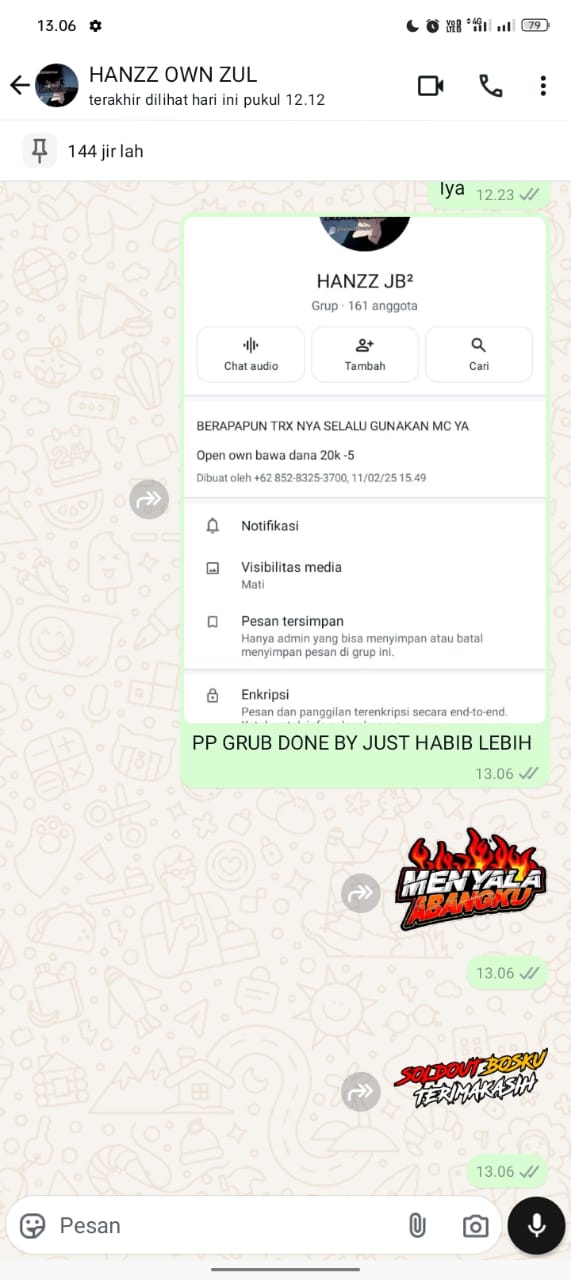 13.06
VoD
LTE
4G
79
HANZZ OWN ZUL
terakhir dilihat hari ini pukul 12.12
144 jir lah
Iya 12.23
HANZZ JB²
Grup · 161 anggota
Chat audio
Tambah
Cari
BERAPAPUN TRX NYA SELALU GUNAKAN MC YA
Open own bawa dana 20k -5
Dibuat oleh +62 852-8325-3700, 11/02/25 15.49
Notifikasi
Visibilitas media
Mati
Pesan tersimpan
Hanya admin yang bisa menyimpan atau batal
menyimpan pesan di grup ini.
Enkripsi
Pesan dan panggilan terenkripsi secara end-to-end.
PP GRUB DONE BY JUST HABIB LEBIH
13.06
MENYALA
ABANGKU
13.06
SOLDOUT BOSKU
TERIMAKASIH
13.06
Pesan